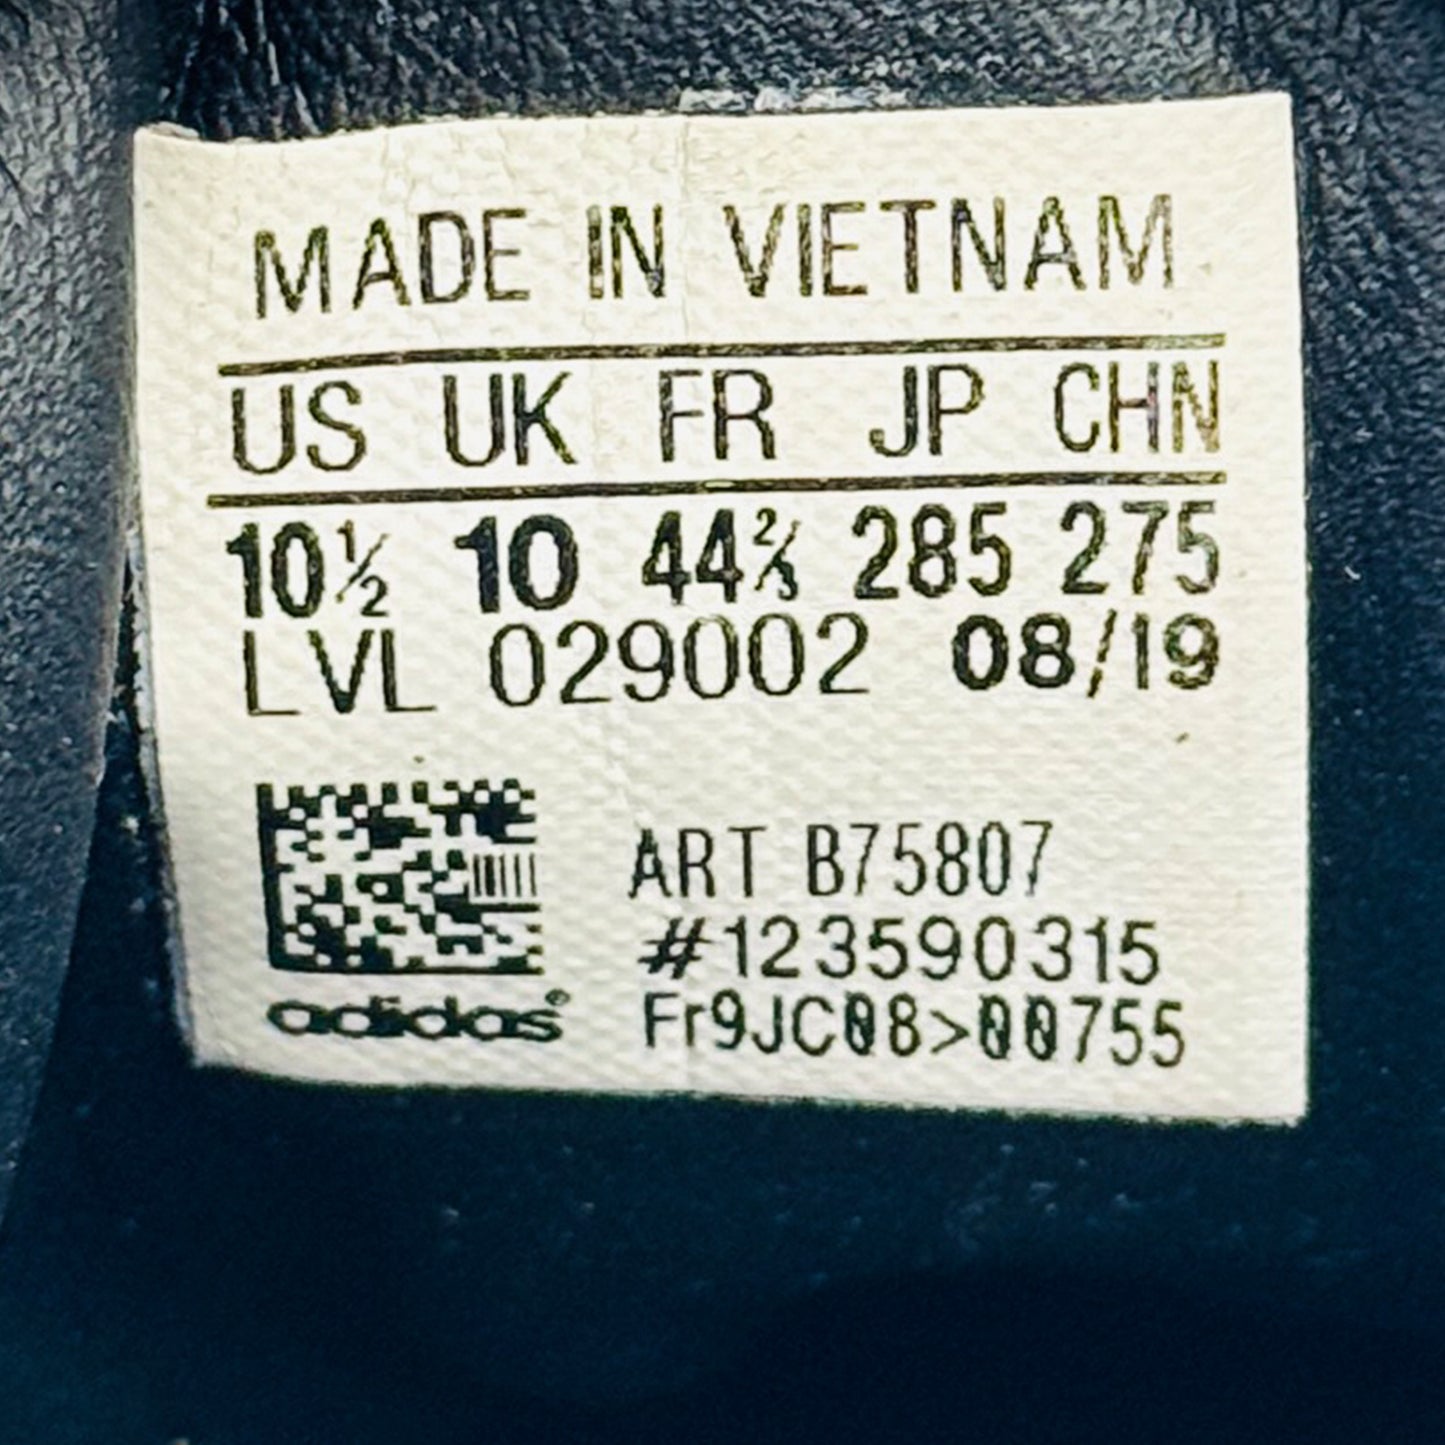 MADE IN VIETNAM
US UK FR JP CHN
10½ 10 44⅔ 285 275
LVL 029002 08/19
ART B75807
#123590315
adidas® Fr9JC08>00755